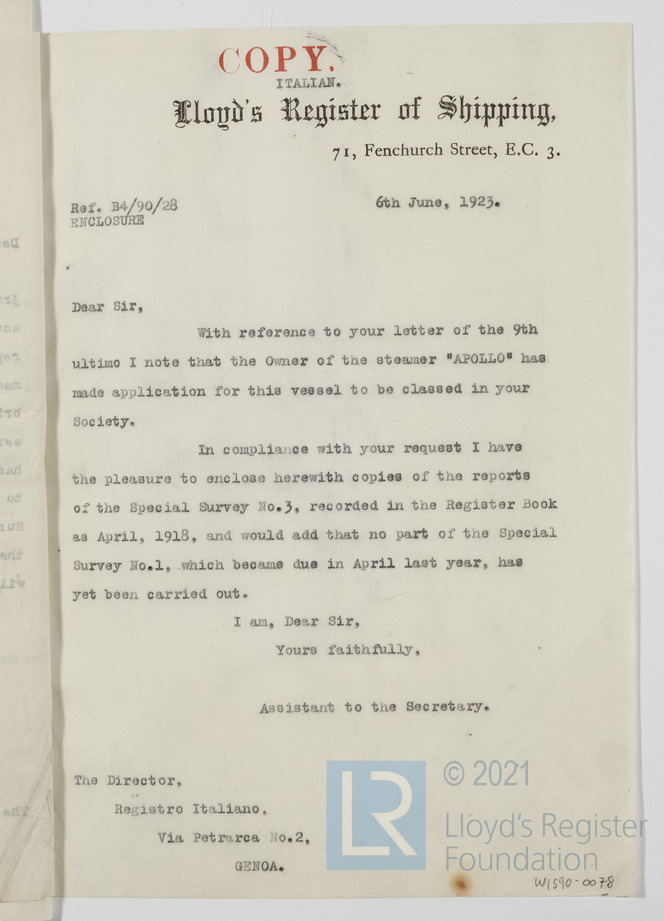 COPY.
ITALIAN.
Lloyd's Register of Shipping,
71, Fenchurch Street, E.C. 3.
Ref. B4/90/28
6th June, 1923.
ENCLOSURE
Dear Sir,
With reference to your letter of the 9th
ultimo I note that the Owner of the steamer "APOLLO" has
made application for this vessel to be classed in your
Society.
In compliance with your request I have
the pleasure to enclose herewith copies of the reports
of the Special Survey No.3, recorded in the Register Book
as April, 1918, and would add that no part of the Special
Survey No.1, which became due in April last year, has
yet been carried out.
I am, Dear Sir,
Yours faithfully,
Assistant to the Secretary.
The Director,
Registro Italiano,
Via Petrarca No.2,
GENOA.
LR
© 2021
Lloyd's Register
Foundation
W1590-0078